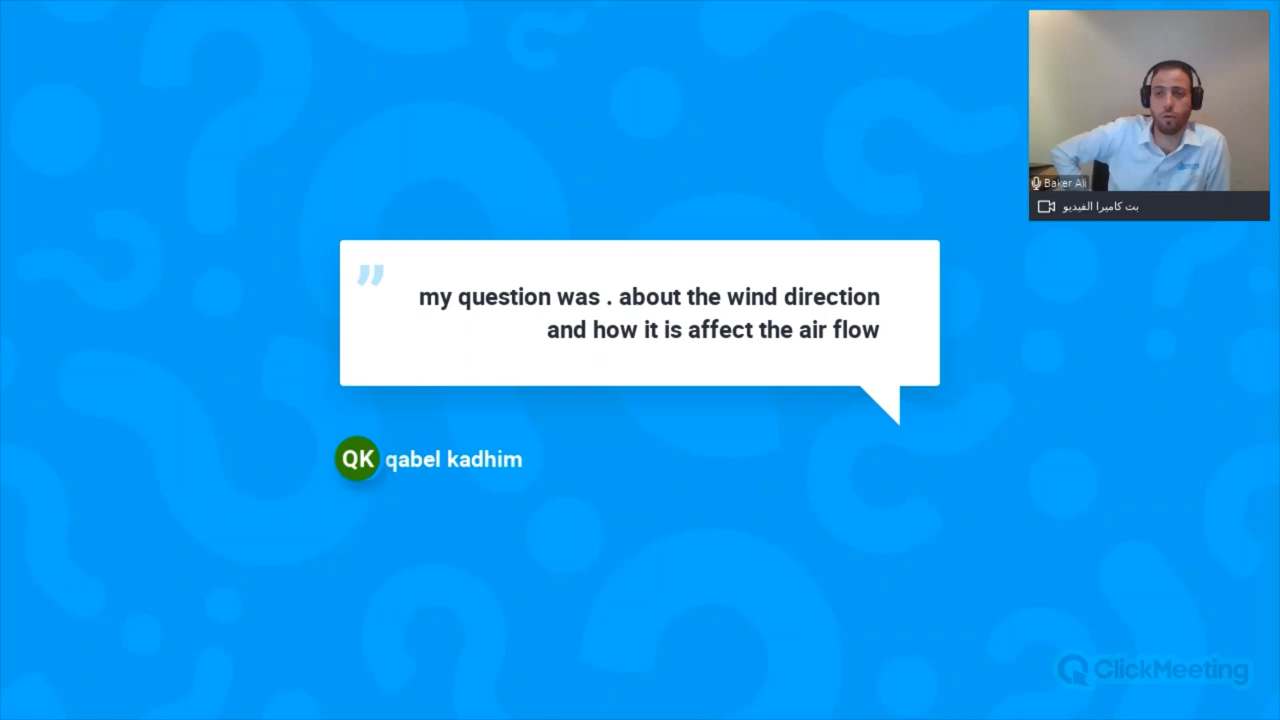 my question was . about the wind direction
and how it is affect the air flow
QK qabel kadhim
Baker Ali
بث كاميرا الفيديو
ClickMeeting